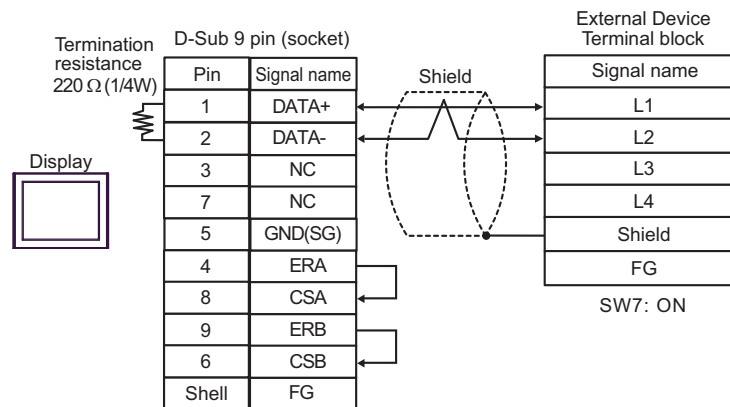 External Device
Terminal block
Termination
resistance
220 Ω (1/4W)
D-Sub 9 pin (socket)
Pin Signal name
1 DATA+
2 DATA-
3 NC
7 NC
5 GND(SG)
4 ERA
8 CSA
9 ERB
6 CSB
Shell FG
Display
Shield
Signal name
L1
L2
L3
L4
Shield
FG
SW7: ON